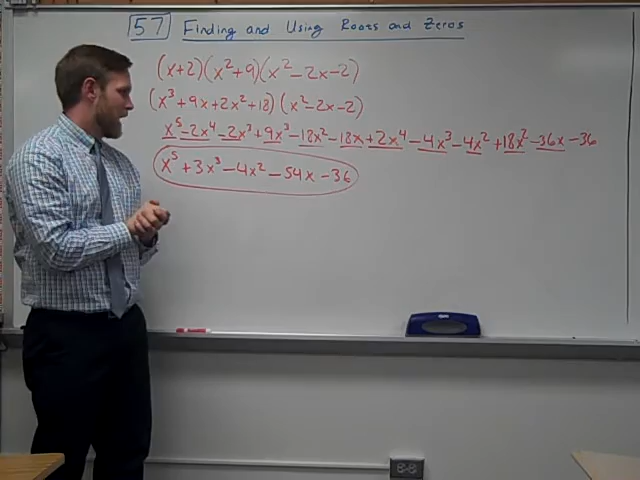 57 Finding and Using Roots and Zeros
(x+2)(x²+9)(x²-2x-2)
(x³+9x+2x²+18)(x²-2x-2)
x⁵-2x⁴-2x³+9x³-18x²-18x+2x⁴-4x³-4x²+18x²-36x-36
x⁵+3x³-4x²-54x-36